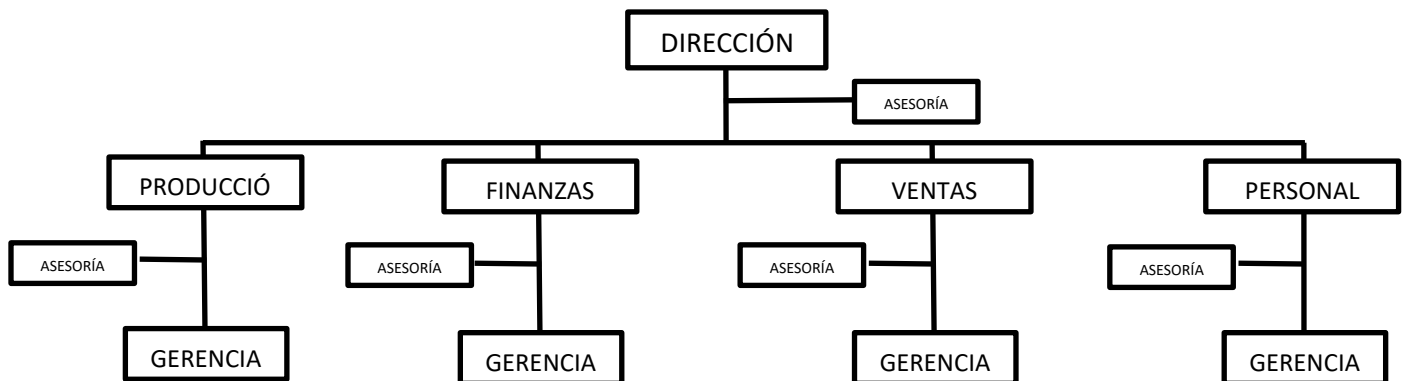 DIRECCIÓN
ASESORÍA
PRODUCCIÓ
FINANZAS
VENTAS
PERSONAL
ASESORÍA
ASESORÍA
ASESORÍA
ASESORÍA
GERENCIA
GERENCIA
GERENCIA
GERENCIA